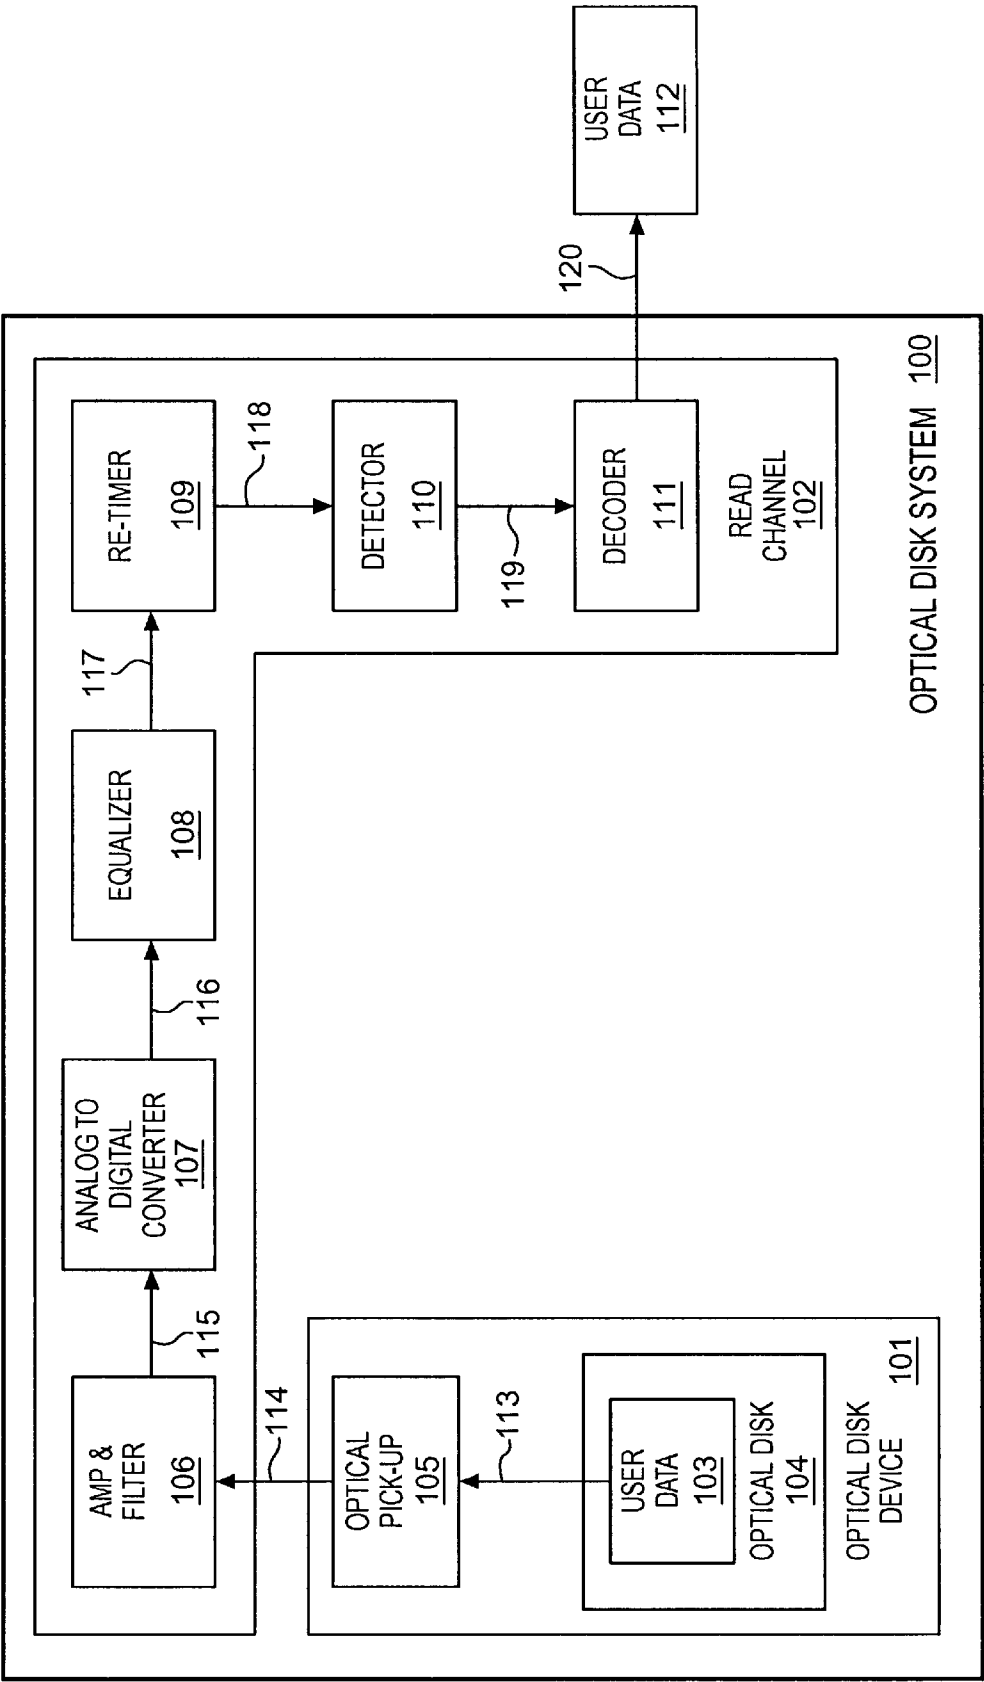 AMP &
FILTER
106
115
ANALOG TO
DIGITAL
CONVERTER
107
116
EQUALIZER
108
117
RE-TIMER
109
118
DETECTOR
110
119
DECODER
111
READ
CHANNEL
102
120
USER
DATA
112
114
OPTICAL
PICK-UP
105
113
USER
DATA
103
OPTICAL DISK
104
OPTICAL DISK
DEVICE
101
OPTICAL DISK SYSTEM 100